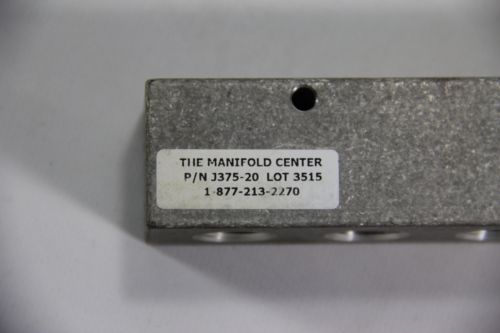 THE MANIFOLD CENTER
P/N J375-20 LOT 3515
1-877-213-2270